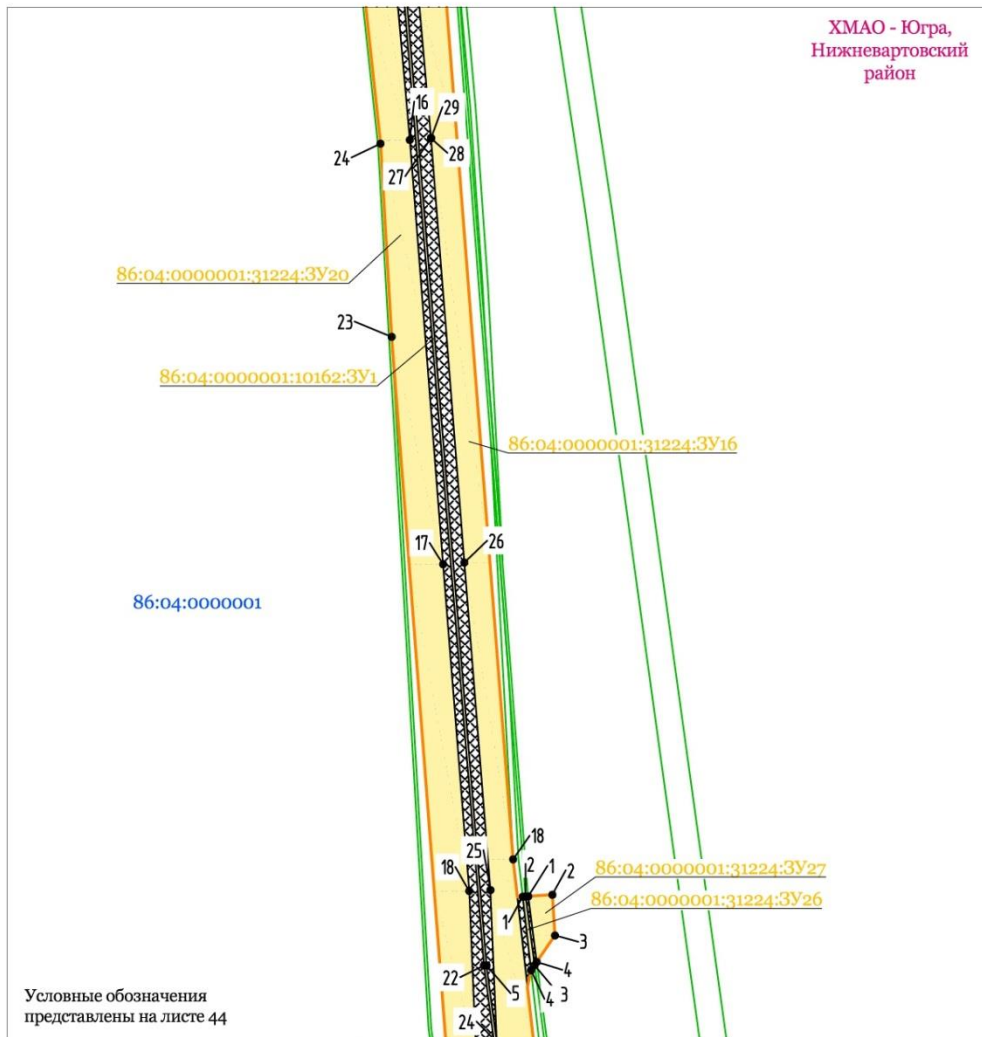 ХМАО - Югра,
Нижневартовский
район
16
29
24
28
27
86:04:0000001:31224:ЗУ20
23
86:04:0000001:10162:ЗУ1
86:04:0000001:31224:ЗУ16
17
26
86:04:0000001
18
25
18
2
1
2
86:04:0000001:31224:ЗУ27
86:04:0000001:31224:ЗУ26
1
3
4
22
5
3
4
24
Условные обозначения
представлены на листе 44